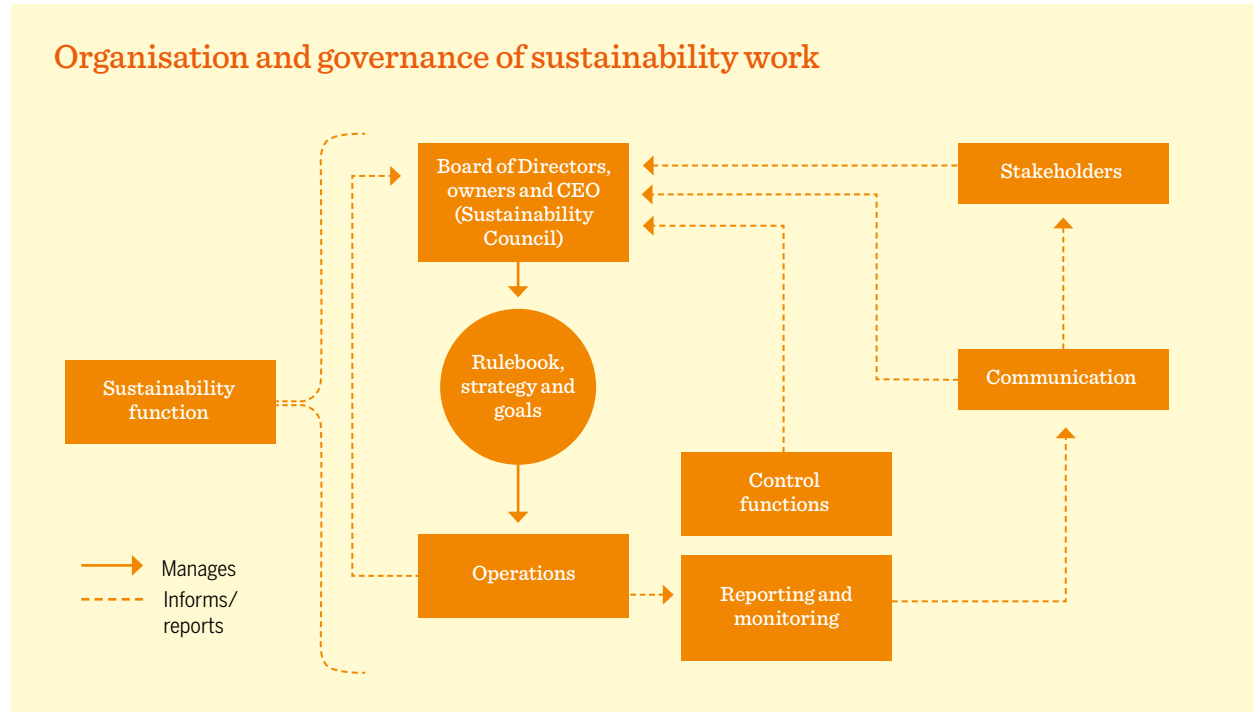 Organisation and governance of sustainability work
Board of Directors,
owners and CEO
(Sustainability
Council)
Stakeholders
Rulebook,
strategy and
goals
Sustainability
function
Communication
Control
functions
Operations
Reporting and
monitoring
Manages
Informs/
reports